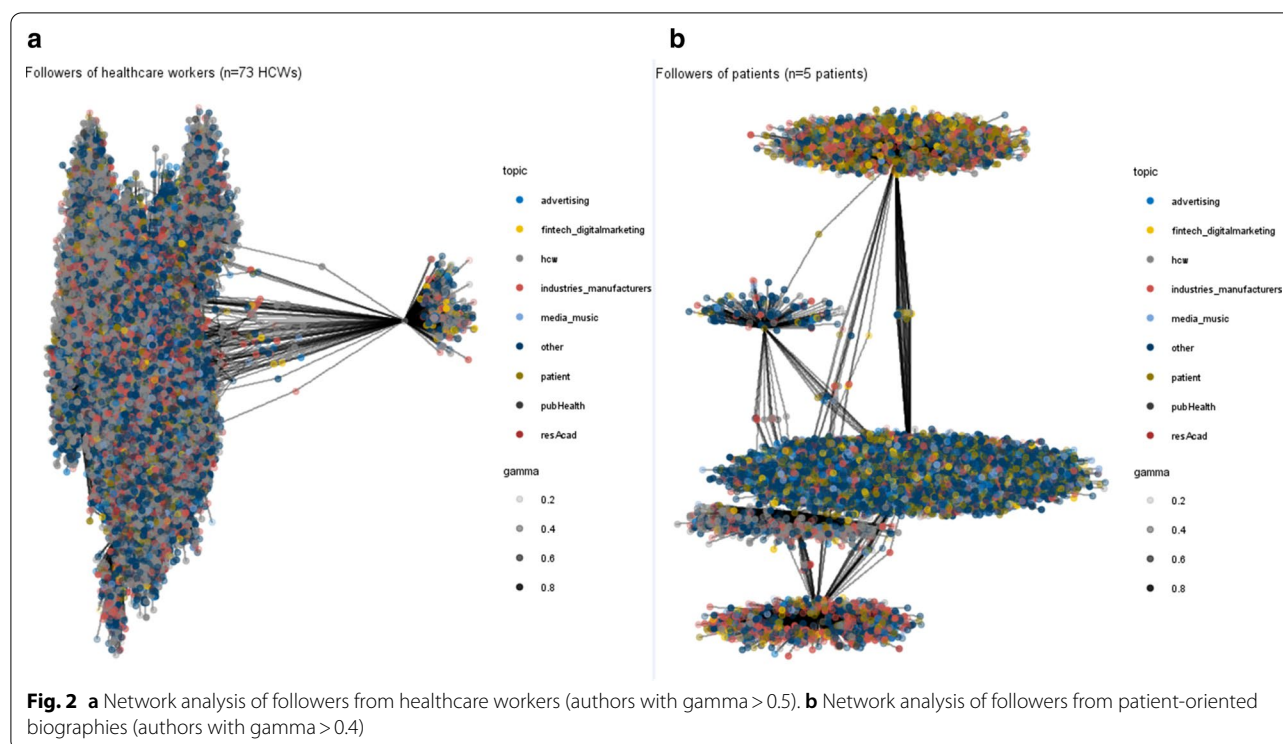 a
Followers of healthcare workers (n=73 HCWs)
topic
advertising
fintech_digitalmarketing
hcw
industries_manufacturers
media_music
other
patient
pubHealth
resAcad
gamma
0.2
0.4
0.6
0.8
b
Followers of patients (n=5 patients)
topic
advertising
fintech_digitalmarketing
hcw
industries_manufacturers
media_music
other
patient
pubHealth
resAcad
gamma
0.2
0.4
0.6
0.8
Fig. 2 a Network analysis of followers from healthcare workers (authors with gamma > 0.5). b Network analysis of followers from patient-oriented
biographies (authors with gamma > 0.4)